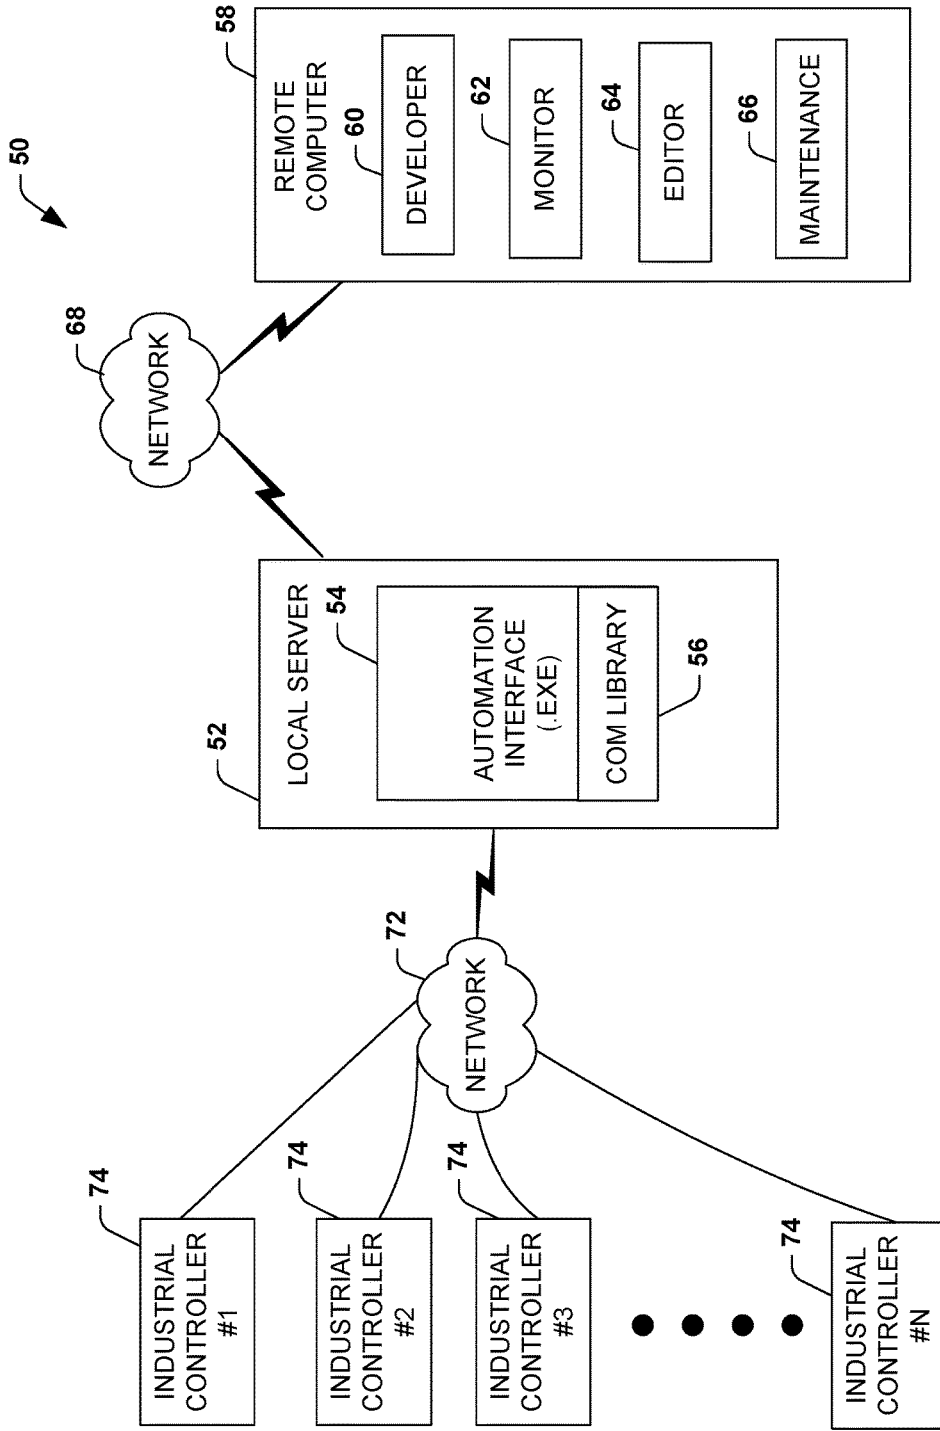 50
58
REMOTE
COMPUTER
60
DEVELOPER
62
MONITOR
64
EDITOR
66
MAINTENANCE
68
NETWORK
52
LOCAL SERVER
54
AUTOMATION
INTERFACE
(.EXE)
COM LIBRARY
56
72
NETWORK
74
INDUSTRIAL
CONTROLLER
#1
74
INDUSTRIAL
CONTROLLER
#2
74
INDUSTRIAL
CONTROLLER
#3
74
INDUSTRIAL
CONTROLLER
#N